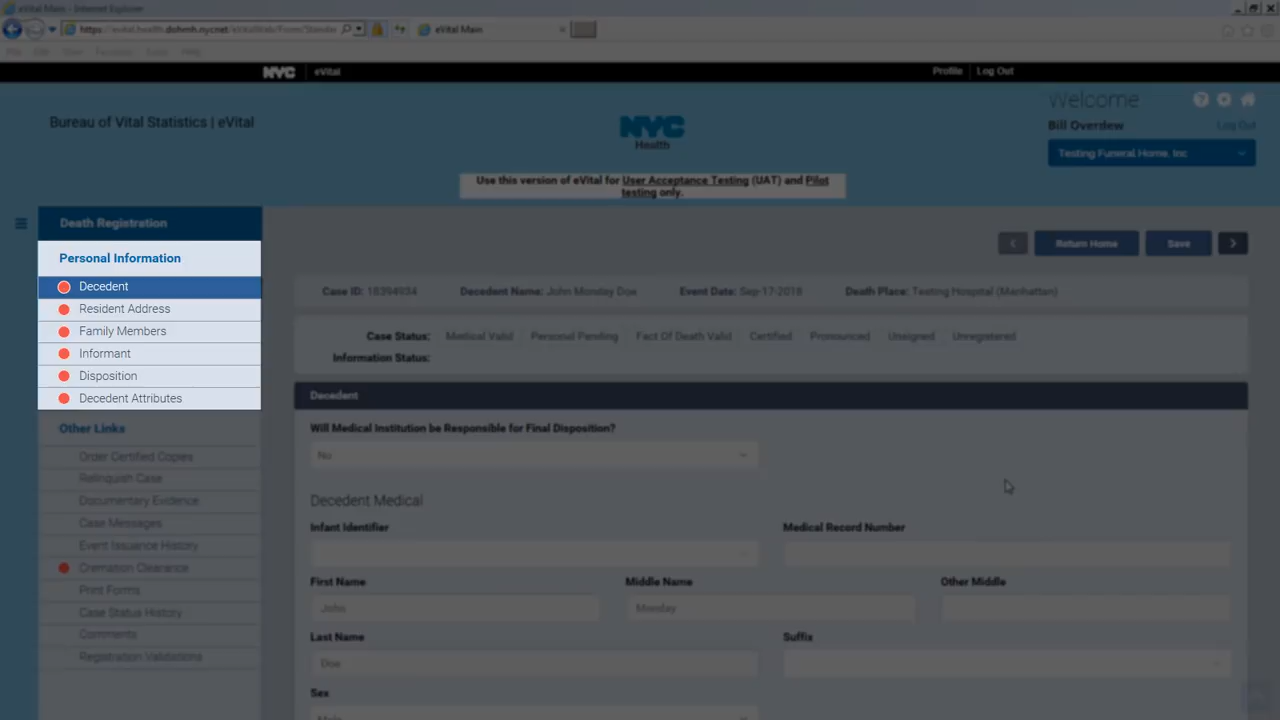 eVital Main - Internet Explorer
eVital Main
NYC eVital
Profile Log Out
Bureau of Vital Statistics | eVital
NYC
Health
Welcome
Bill Overdew
Log Out
Testing Funeral Home, Inc
Use this version of eVital for User Acceptance Testing (UAT) and Pilot
testing only.
Death Registration
Personal Information
Decedent
Resident Address
Family Members
Informant
Disposition
Decedent Attributes
Other Links
Order Certified Copies
Relinquish Case
Documentary Evidence
Case Messages
Event Issuance History
Cremation Clearance
Print Forms
Case Status History
Comments
Registration Validations
Return Home
Save
Case ID: 18394934 Decedent Name: John Monday Doe Event Date: Sep-17-2018 Death Place: Testing Hospital (Manhattan)
Case Status: Medical Valid Personal Pending Fact Of Death Valid Certified Pronounced Unsigned Unregistered
Information Status:
Decedent
Will Medical Institution be Responsible for Final Disposition?
No
Decedent Medical
Infant Identifier
Medical Record Number
First Name
Middle Name
Other Middle
John
Monday
Last Name
Suffix
Doe
Sex
Male